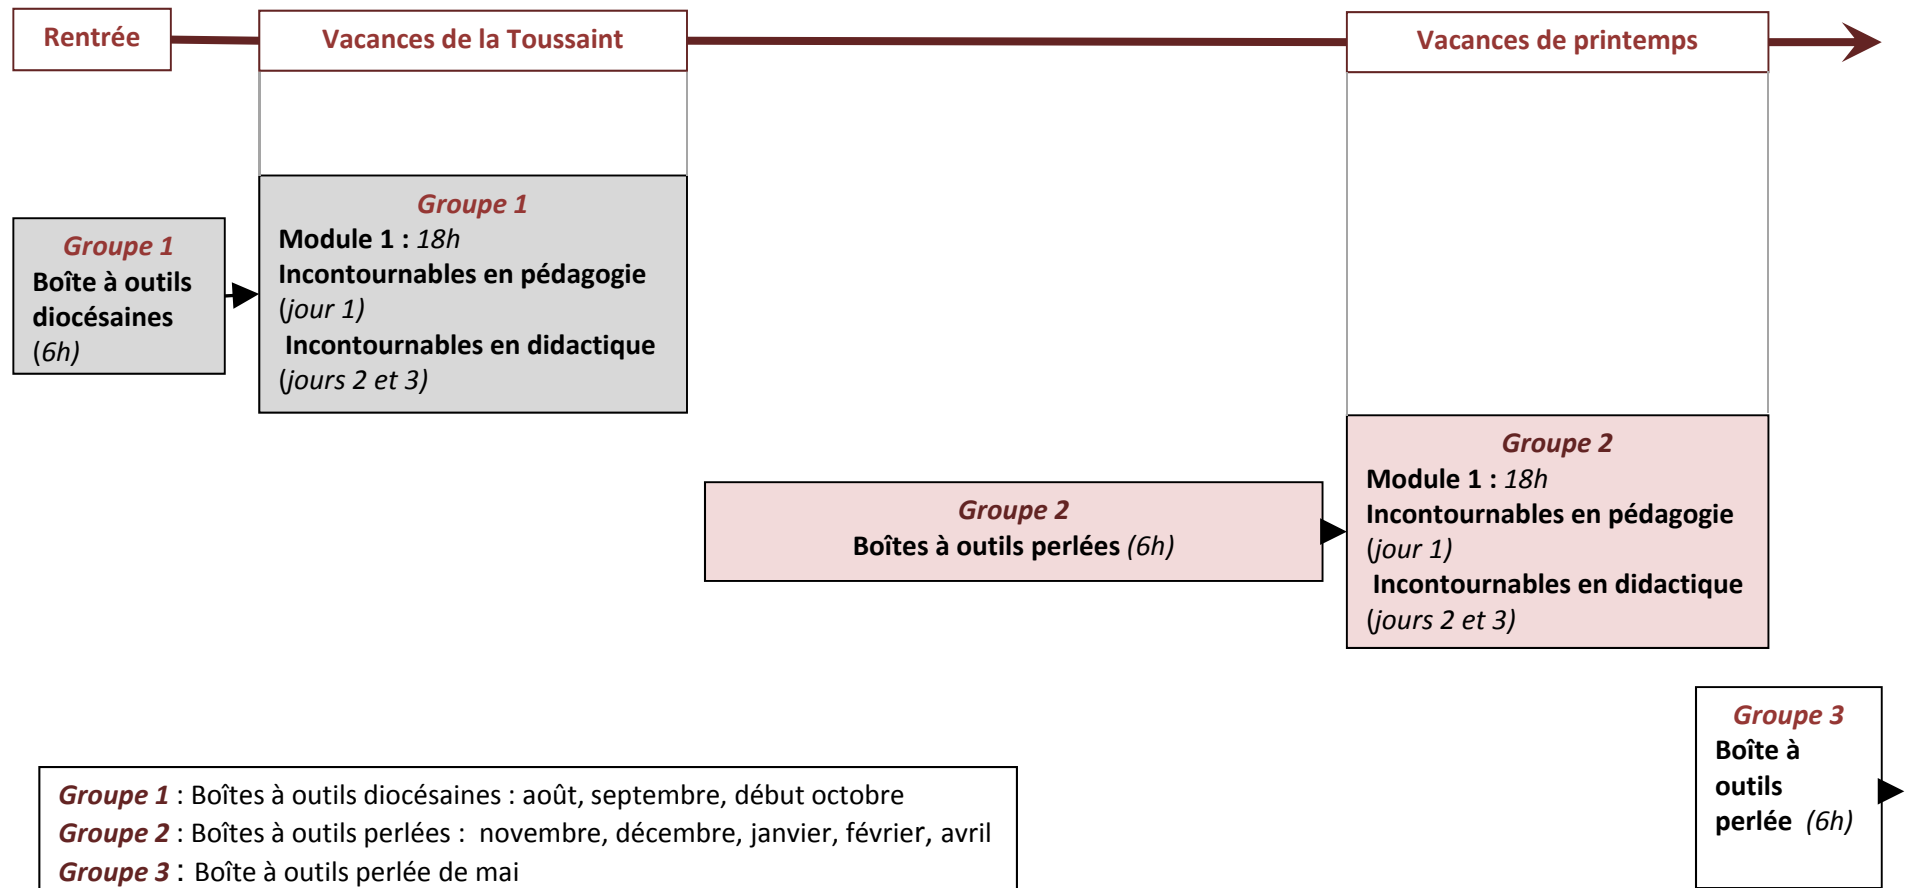 Rentrée
Vacances de la Toussaint
Vacances de printemps
Groupe 1
Boîte à outils
diocésaines
(6h)
Groupe 1
Module 1 : 18h
Incontournables en pédagogie
(jour 1)
Incontournables en didactique
(jours 2 et 3)
Groupe 2
Boîtes à outils perlées (6h)
Groupe 2
Module 1 : 18h
Incontournables en pédagogie
(jour 1)
Incontournables en didactique
(jours 2 et 3)
Groupe 3
Boîte à
outils
perlée (6h)
Groupe 1 : Boîtes à outils diocésaines : août, septembre, début octobre
Groupe 2 : Boîtes à outils perlées : novembre, décembre, janvier, février, avril
Groupe 3 : Boîte à outils perlée de mai